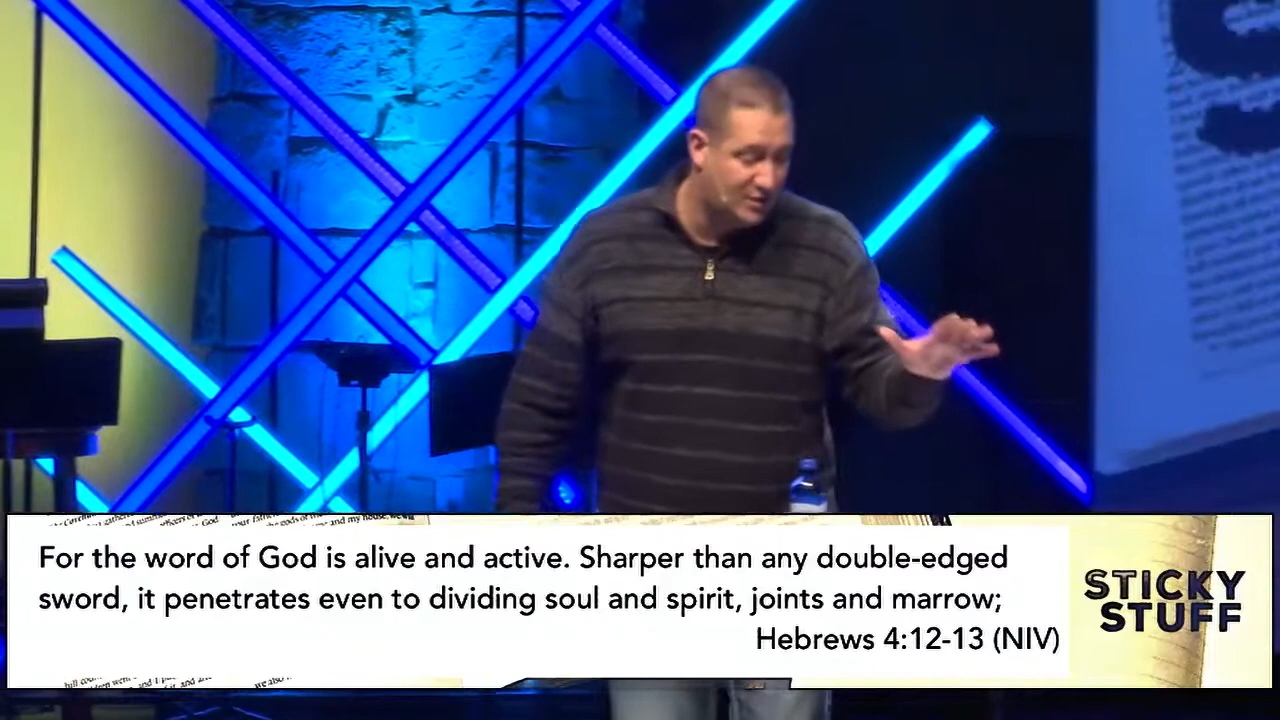 For the word of God is alive and active. Sharper than any double-edged
sword, it penetrates even to dividing soul and spirit, joints and marrow;
Hebrews 4:12-13 (NIV)
STICKY
STUFF